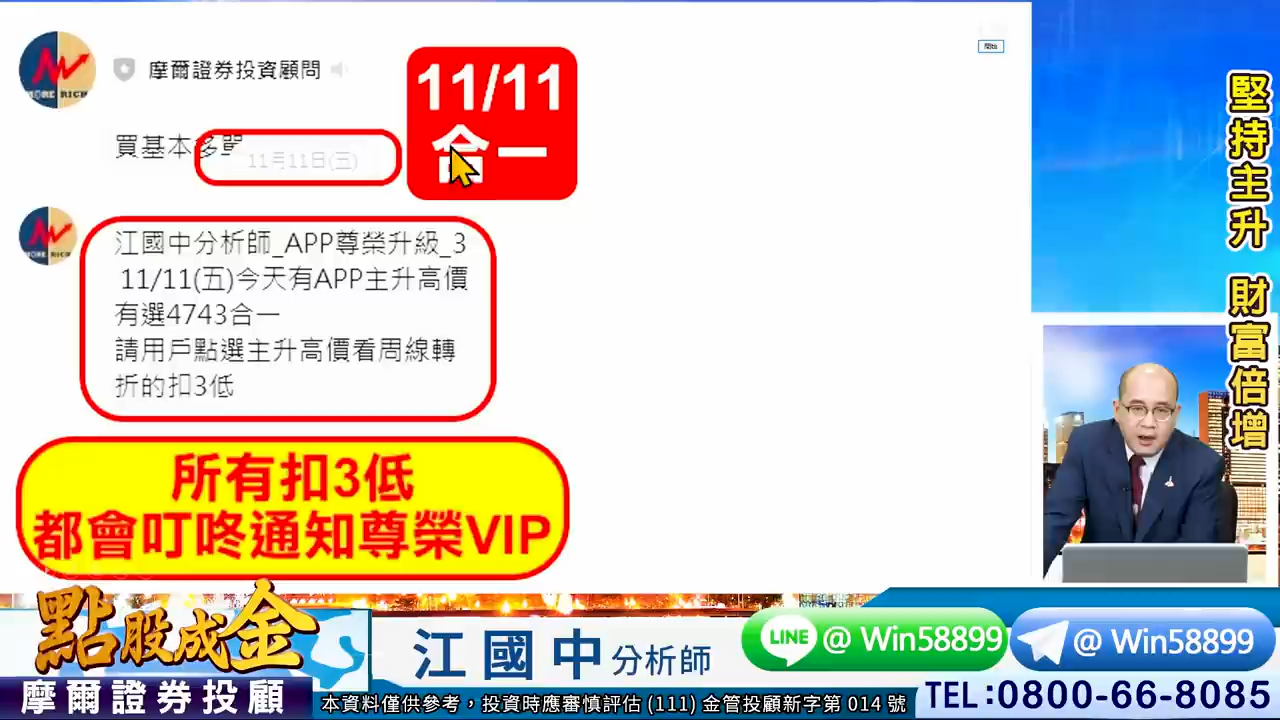 摩爾證券投資顧問
MORE RICH
11/11
合一
開始
買基本多單
11月11日(五)
江國中分析師_APP尊榮升級_3
11/11(五)今天有APP主升高價
有選4743合一
請用戶點選主升高價看周線轉
折的扣3低
所有扣3低
都會叮咚通知尊榮VIP
堅持主升 財富倍增
點股成金
摩爾證券投顧
江國中分析師
LINE @ Win58899
@ Win58899
TEL:0800-66-8085
本資料僅供參考，投資時應審慎評估 (111) 金管投顧新字第 014 號